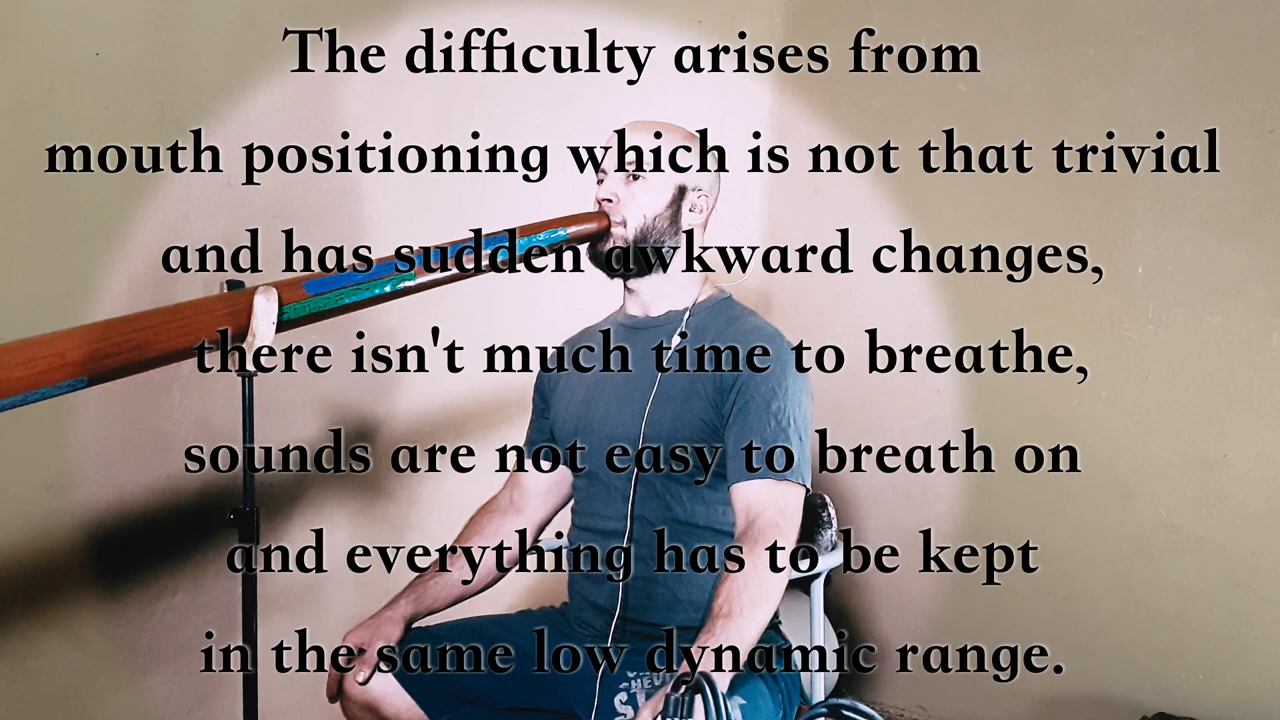 The difficulty arises from
mouth positioning which is not that trivial
and has sudden awkward changes,
there isn't much time to breathe,
sounds are not easy to breath on
and everything has to be kept
in the same low dynamic range.